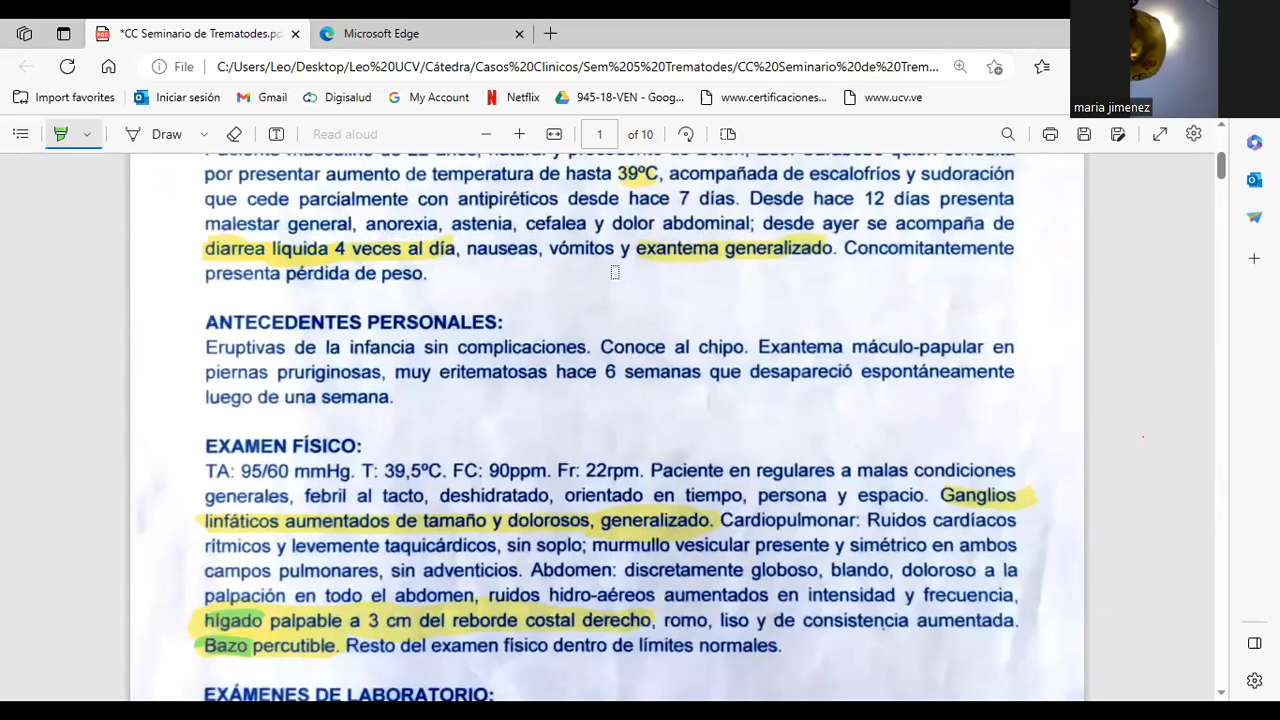 *CC Seminario de Trematodes.pd
Microsoft Edge
File
C:/Users/Leo/Desktop/Leo%20UCV/Cátedra/Casos%20Clinicos/Sem%205%20Trematodes/CC%20Seminario%20de%20Trem...
Import favorites
Iniciar sesión
Gmail
Digisalud
My Account
Netflix
945-18-VEN - Goog...
www.certificaciones...
www.ucv.ve
maria jimenez
Draw
Read aloud
1
of 10
por presentar aumento de temperatura de hasta 39ºC, acompañada de escalofríos y sudoración
que cede parcialmente con antipiréticos desde hace 7 días. Desde hace 12 días presenta
malestar general, anorexia, astenia, cefalea y dolor abdominal; desde ayer se acompaña de
diarrea líquida 4 veces al día, nauseas, vómitos y exantema generalizado. Concomitantemente
presenta pérdida de peso.
ANTECEDENTES PERSONALES:
Eruptivas de la infancia sin complicaciones. Conoce al chipo. Exantema máculo-papular en
piernas pruriginosas, muy eritematosas hace 6 semanas que desapareció espontáneamente
luego de una semana.
EXAMEN FÍSICO:
TA: 95/60 mmHg. T: 39,5ºC. FC: 90ppm. Fr: 22rpm. Paciente en regulares a malas condiciones
generales, febril al tacto, deshidratado, orientado en tiempo, persona y espacio. Ganglios
linfáticos aumentados de tamaño y dolorosos, generalizado. Cardiopulmonar: Ruidos cardíacos
rítmicos y levemente taquicárdicos, sin soplo; murmullo vesicular presente y simétrico en ambos
campos pulmonares, sin adventicios. Abdomen: discretamente globoso, blando, doloroso a la
palpación en todo el abdomen, ruidos hidro-aéreos aumentados en intensidad y frecuencia,
hígado palpable a 3 cm del reborde costal derecho, romo, liso y de consistencia aumentada.
Bazo percutible. Resto del examen físico dentro de límites normales.
EXÁMENES DE LABORATORIO: